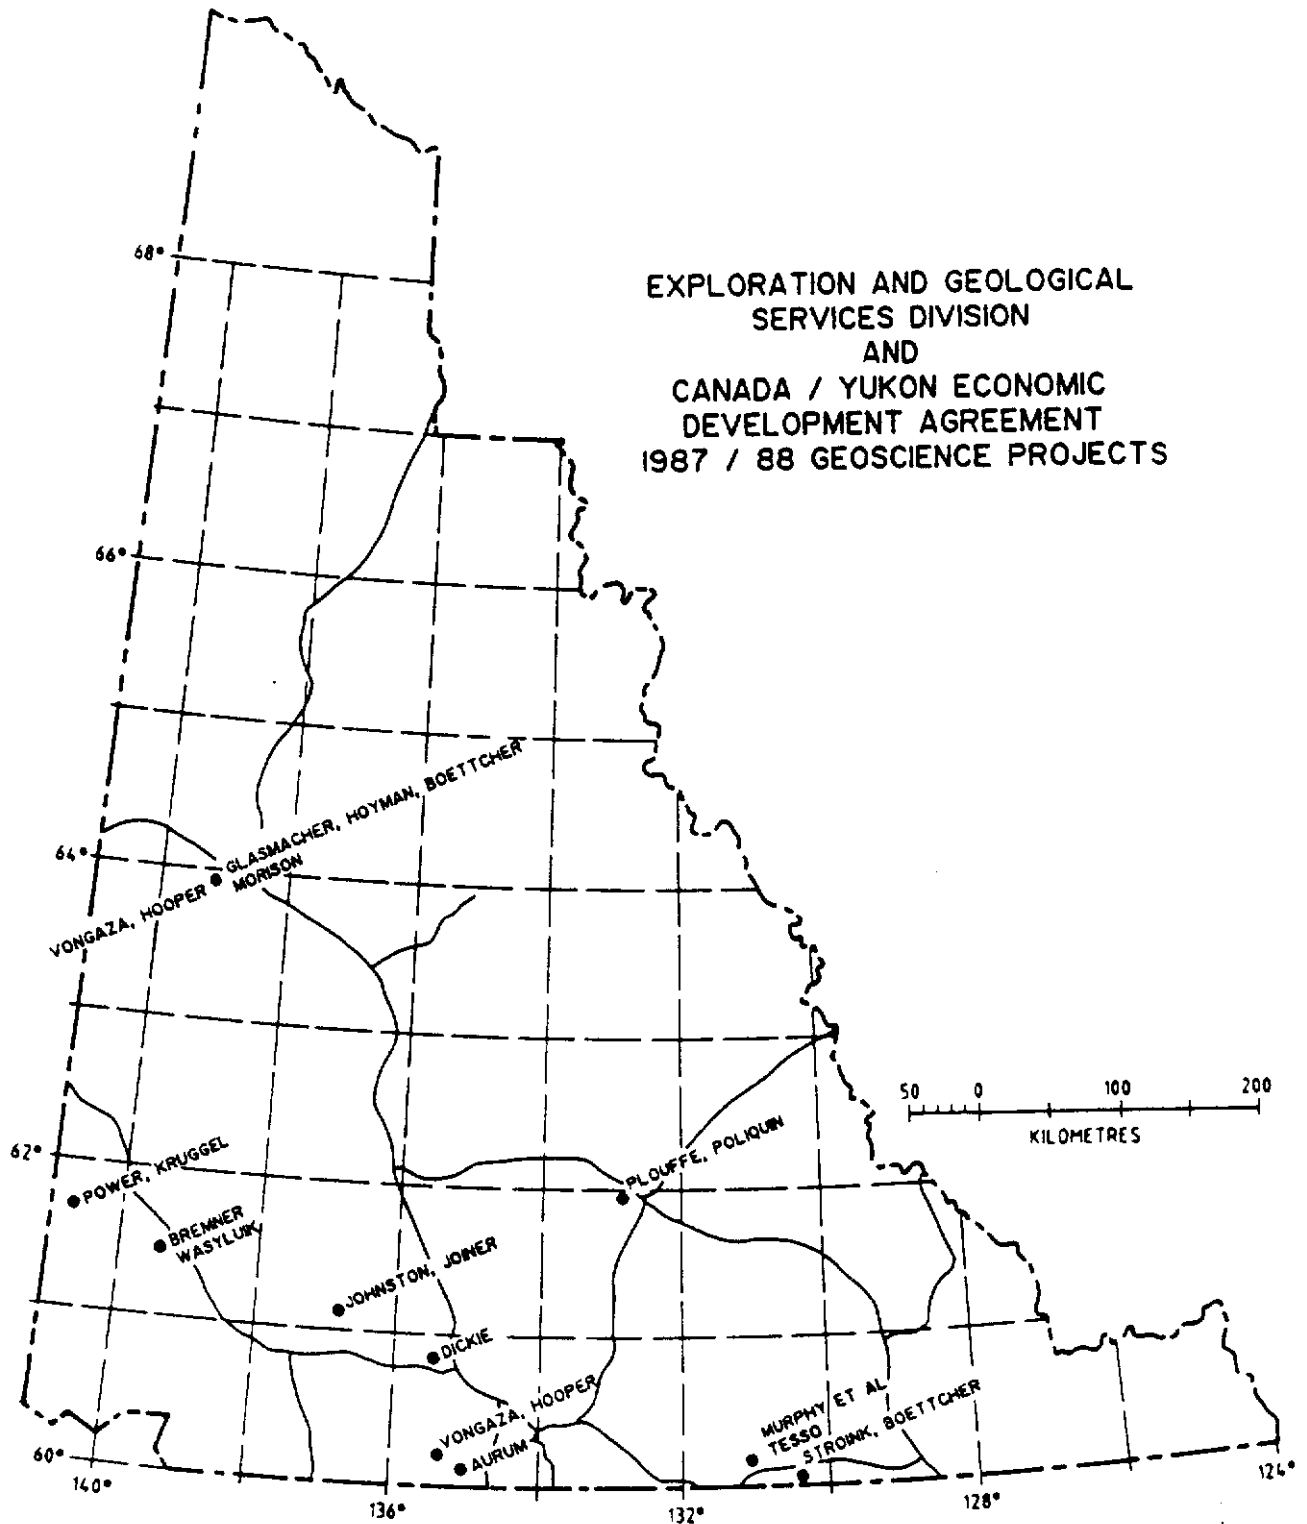 EXPLORATION AND GEOLOGICAL
SERVICES DIVISION
AND
CANADA / YUKON ECONOMIC
DEVELOPMENT AGREEMENT
1987 / 88 GEOSCIENCE PROJECTS
68°
66°
64°
62°
60°
140°
136°
132°
128°
124°
GLASMACHER, HOYMAN, BOETTCHER
MORISON
VONGAZA, HOOPER
POWER, KRUGGEL
BREMNER
WASYLUIK
PLOUFFE, POLIQUIN
JOHNSTON, JOINER
DICKIE
VONGAZA, HOOPER
AURUM
MURPHY ET AL
TESSO
STROINK, BOETTCHER
50 0 100 200
KILOMETRES